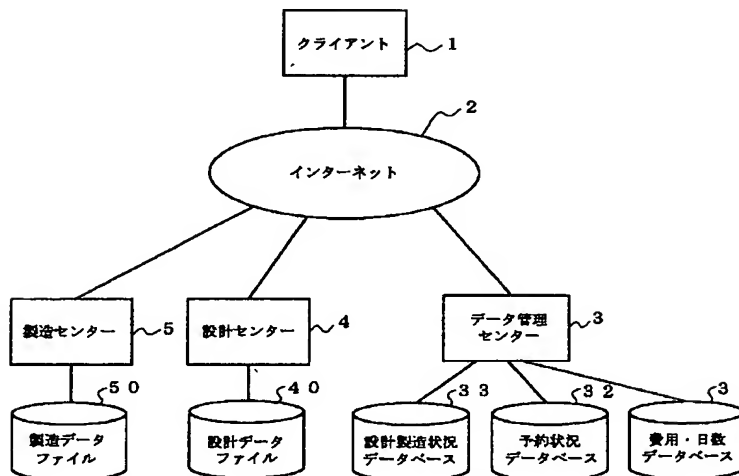 クライアント
1
2
インターネット
製造センター
5
設計センター
4
データ管理
センター
3
50
40
33
32
3
製造データ
ファイル
設計データ
ファイル
設計製造状況
データベース
予約状況
データベース
費用・日数
データベース